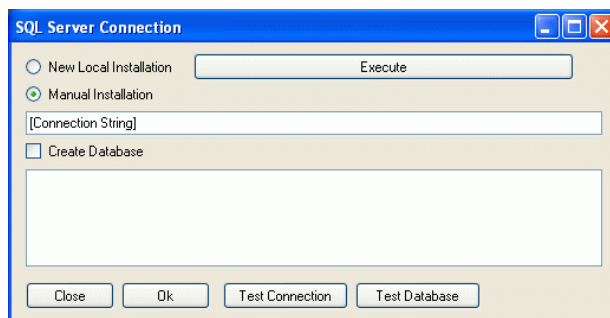 SQL Server Connection
New Local Installation Execute
Manual Installation
[Connection String]
Create Database
Close Ok Test Connection Test Database